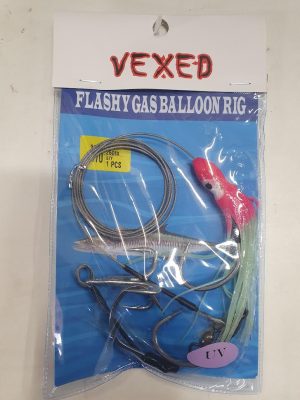 VEXED
FLASHY GAS BALLOON RIG
1 PCS
UV